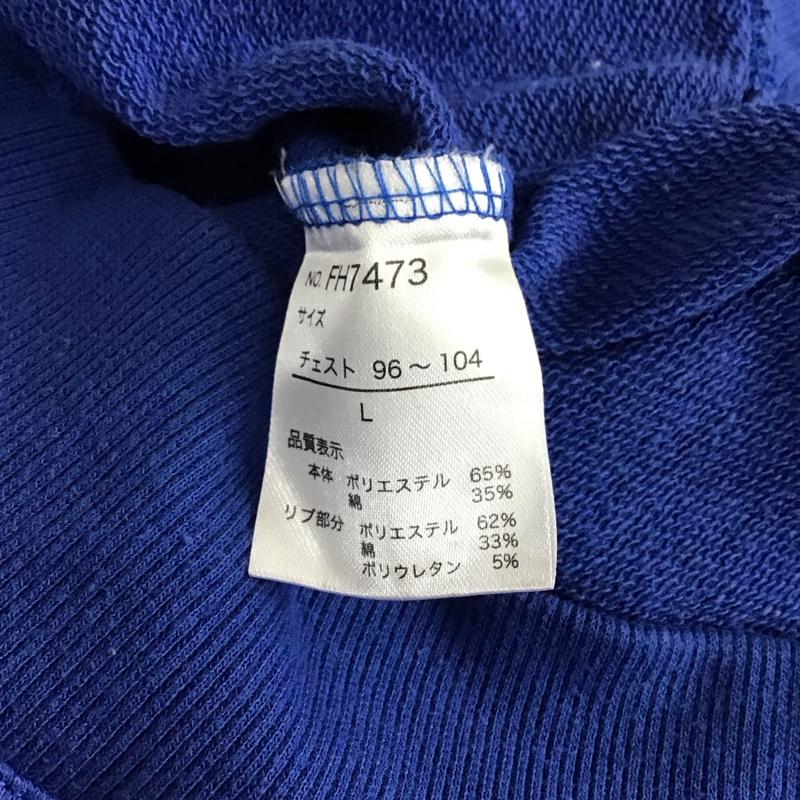 NO. FH7473
サイズ
チェスト 96～104
L
品質表示
本体 ポリエステル 65%
綿 35%
リブ部分 ポリエステル 62%
綿 33%
ポリウレタン 5%